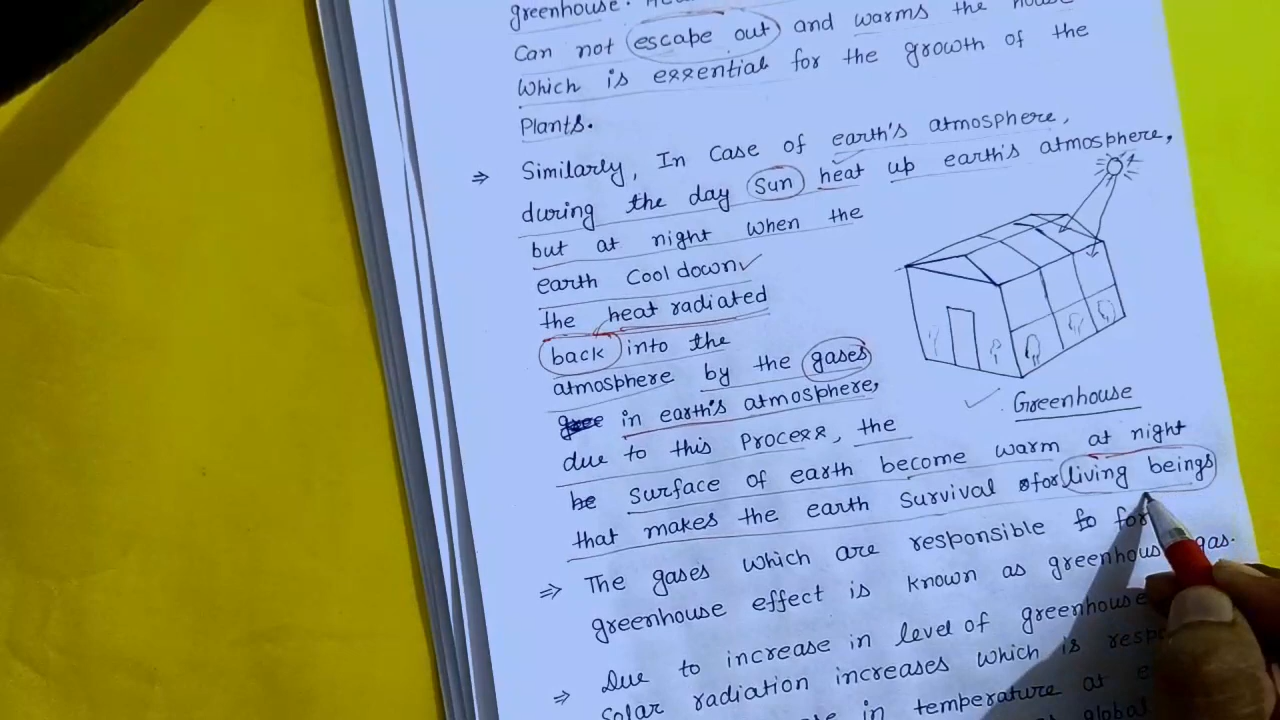 greenhouse.
Can not escape out and warms the house
which is essential for the growth of the
Plants.
⇒ Similarly, In Case of earth's atmosphere,
during the day Sun heat up earth's atmosphere,
but at night when the
earth Cool down
the heat radiated
back into the
atmosphere by the gases
in earth's atmosphere,
due to this Process, the
be surface of earth become warm at night
that makes the earth Survival for living beings
⇒ The gases which are responsible to for
greenhouse effect is known as greenhouse gas.
⇒ Due to increase in level of greenhouse
Solar radiation increases which is
in temperature at
global
Greenhouse